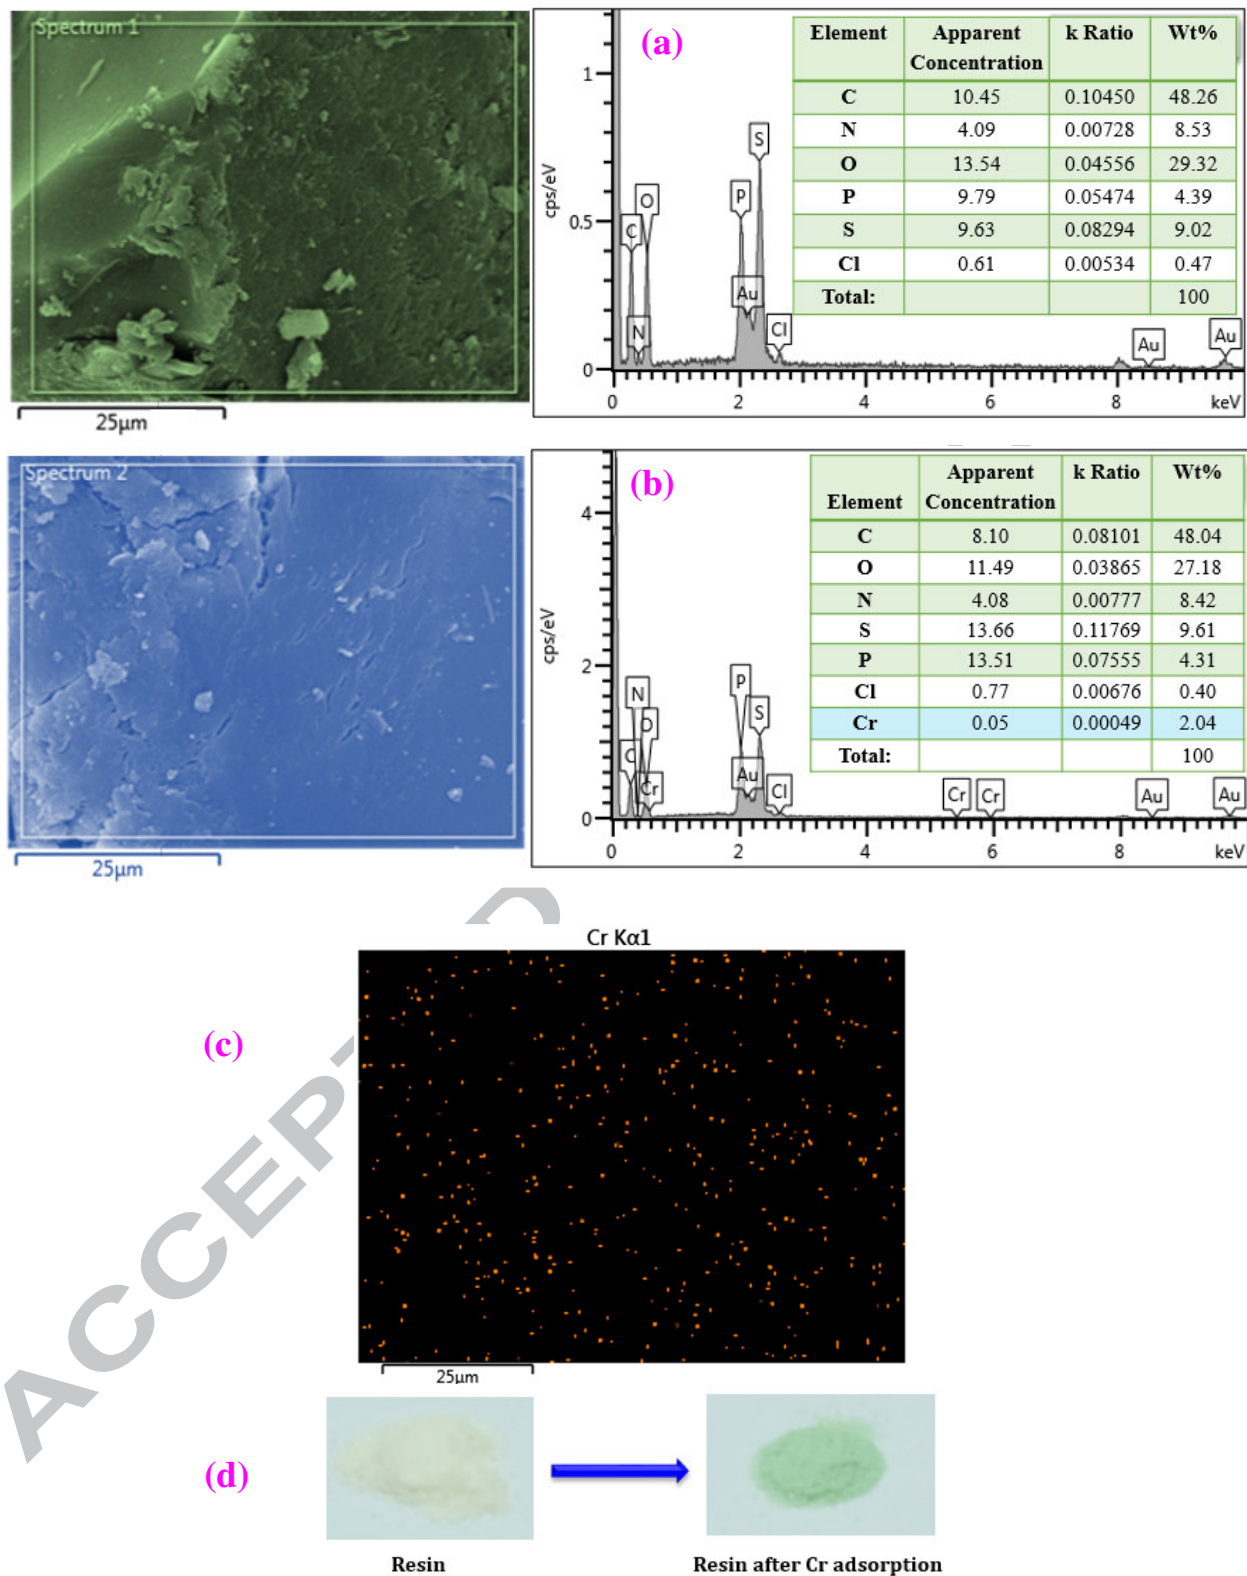 Spectrum 1
25µm
(a)
cps/eV
1
0.5
0
C
N
O
P
Au
S
Cl
Au
Au
0 2 4 6 8 keV
Element Apparent Concentration k Ratio Wt%
C 10.45 0.10450 48.26
N 4.09 0.00728 8.53
O 13.54 0.04556 29.32
P 9.79 0.05474 4.39
S 9.63 0.08294 9.02
Cl 0.61 0.00534 0.47
Total: 100
Spectrum 2
25µm
(b)
cps/eV
4
2
0
N
O
C
Cr
P
Au
S
Cl
Cr
Cr
Au
Au
0 2 4 6 8 keV
Element Apparent Concentration k Ratio Wt%
C 8.10 0.08101 48.04
O 11.49 0.03865 27.18
N 4.08 0.00777 8.42
S 13.66 0.11769 9.61
P 13.51 0.07555 4.31
Cl 0.77 0.00676 0.40
Cr 0.05 0.00049 2.04
Total: 100
Cr Kα1
(c)
25µm
(d)
Resin
Resin after Cr adsorption